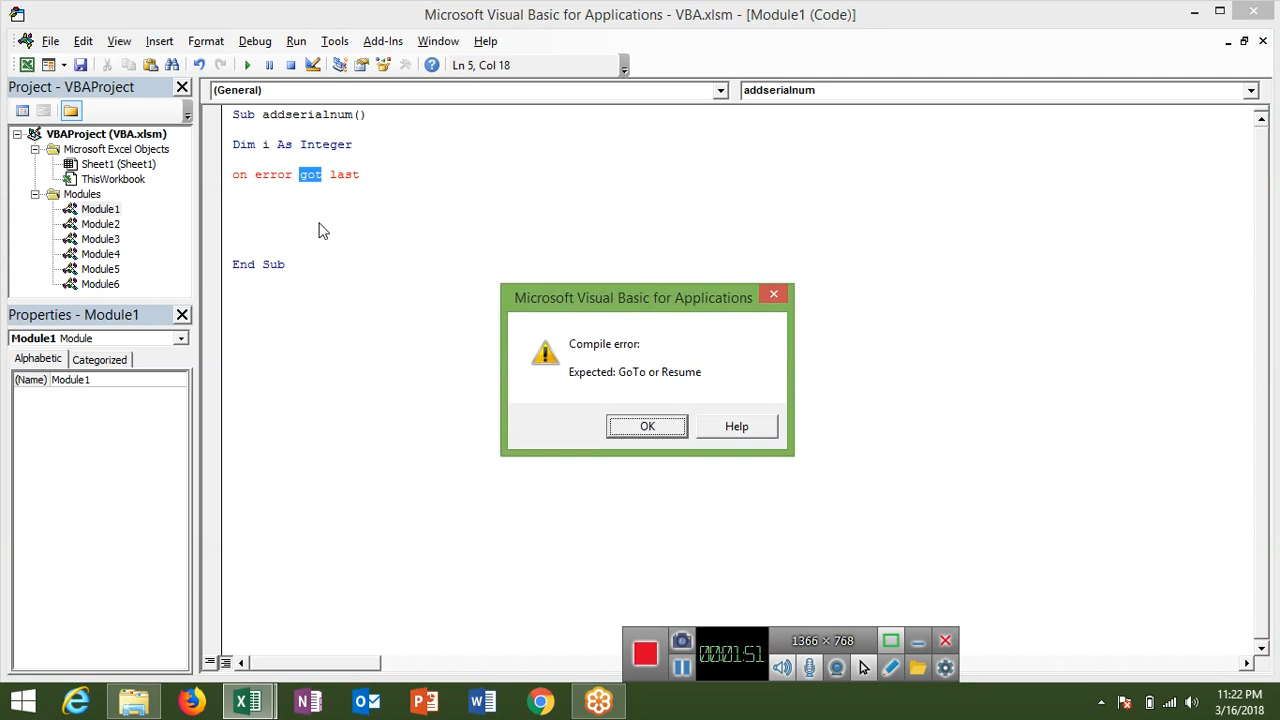 Microsoft Visual Basic for Applications - VBA.xlsm - [Module1 (Code)]
File Edit View Insert Format Debug Run Tools Add-Ins Window Help
Ln 5, Col 18
Project - VBAProject
(General)
addserialnum
VBAProject (VBA.xlsm)
Microsoft Excel Objects
Sheet1 (Sheet1)
ThisWorkbook
Modules
Module1
Module2
Module3
Module4
Module5
Module6
Sub addserialnum()
Dim i As Integer
on error got last
End Sub
Properties - Module1
Module1 Module
Alphabetic Categorized
(Name) Module1
Microsoft Visual Basic for Applications
Compile error:
Expected: GoTo or Resume
OK Help
00:01:51
1366 × 768
11:22 PM
3/16/2018